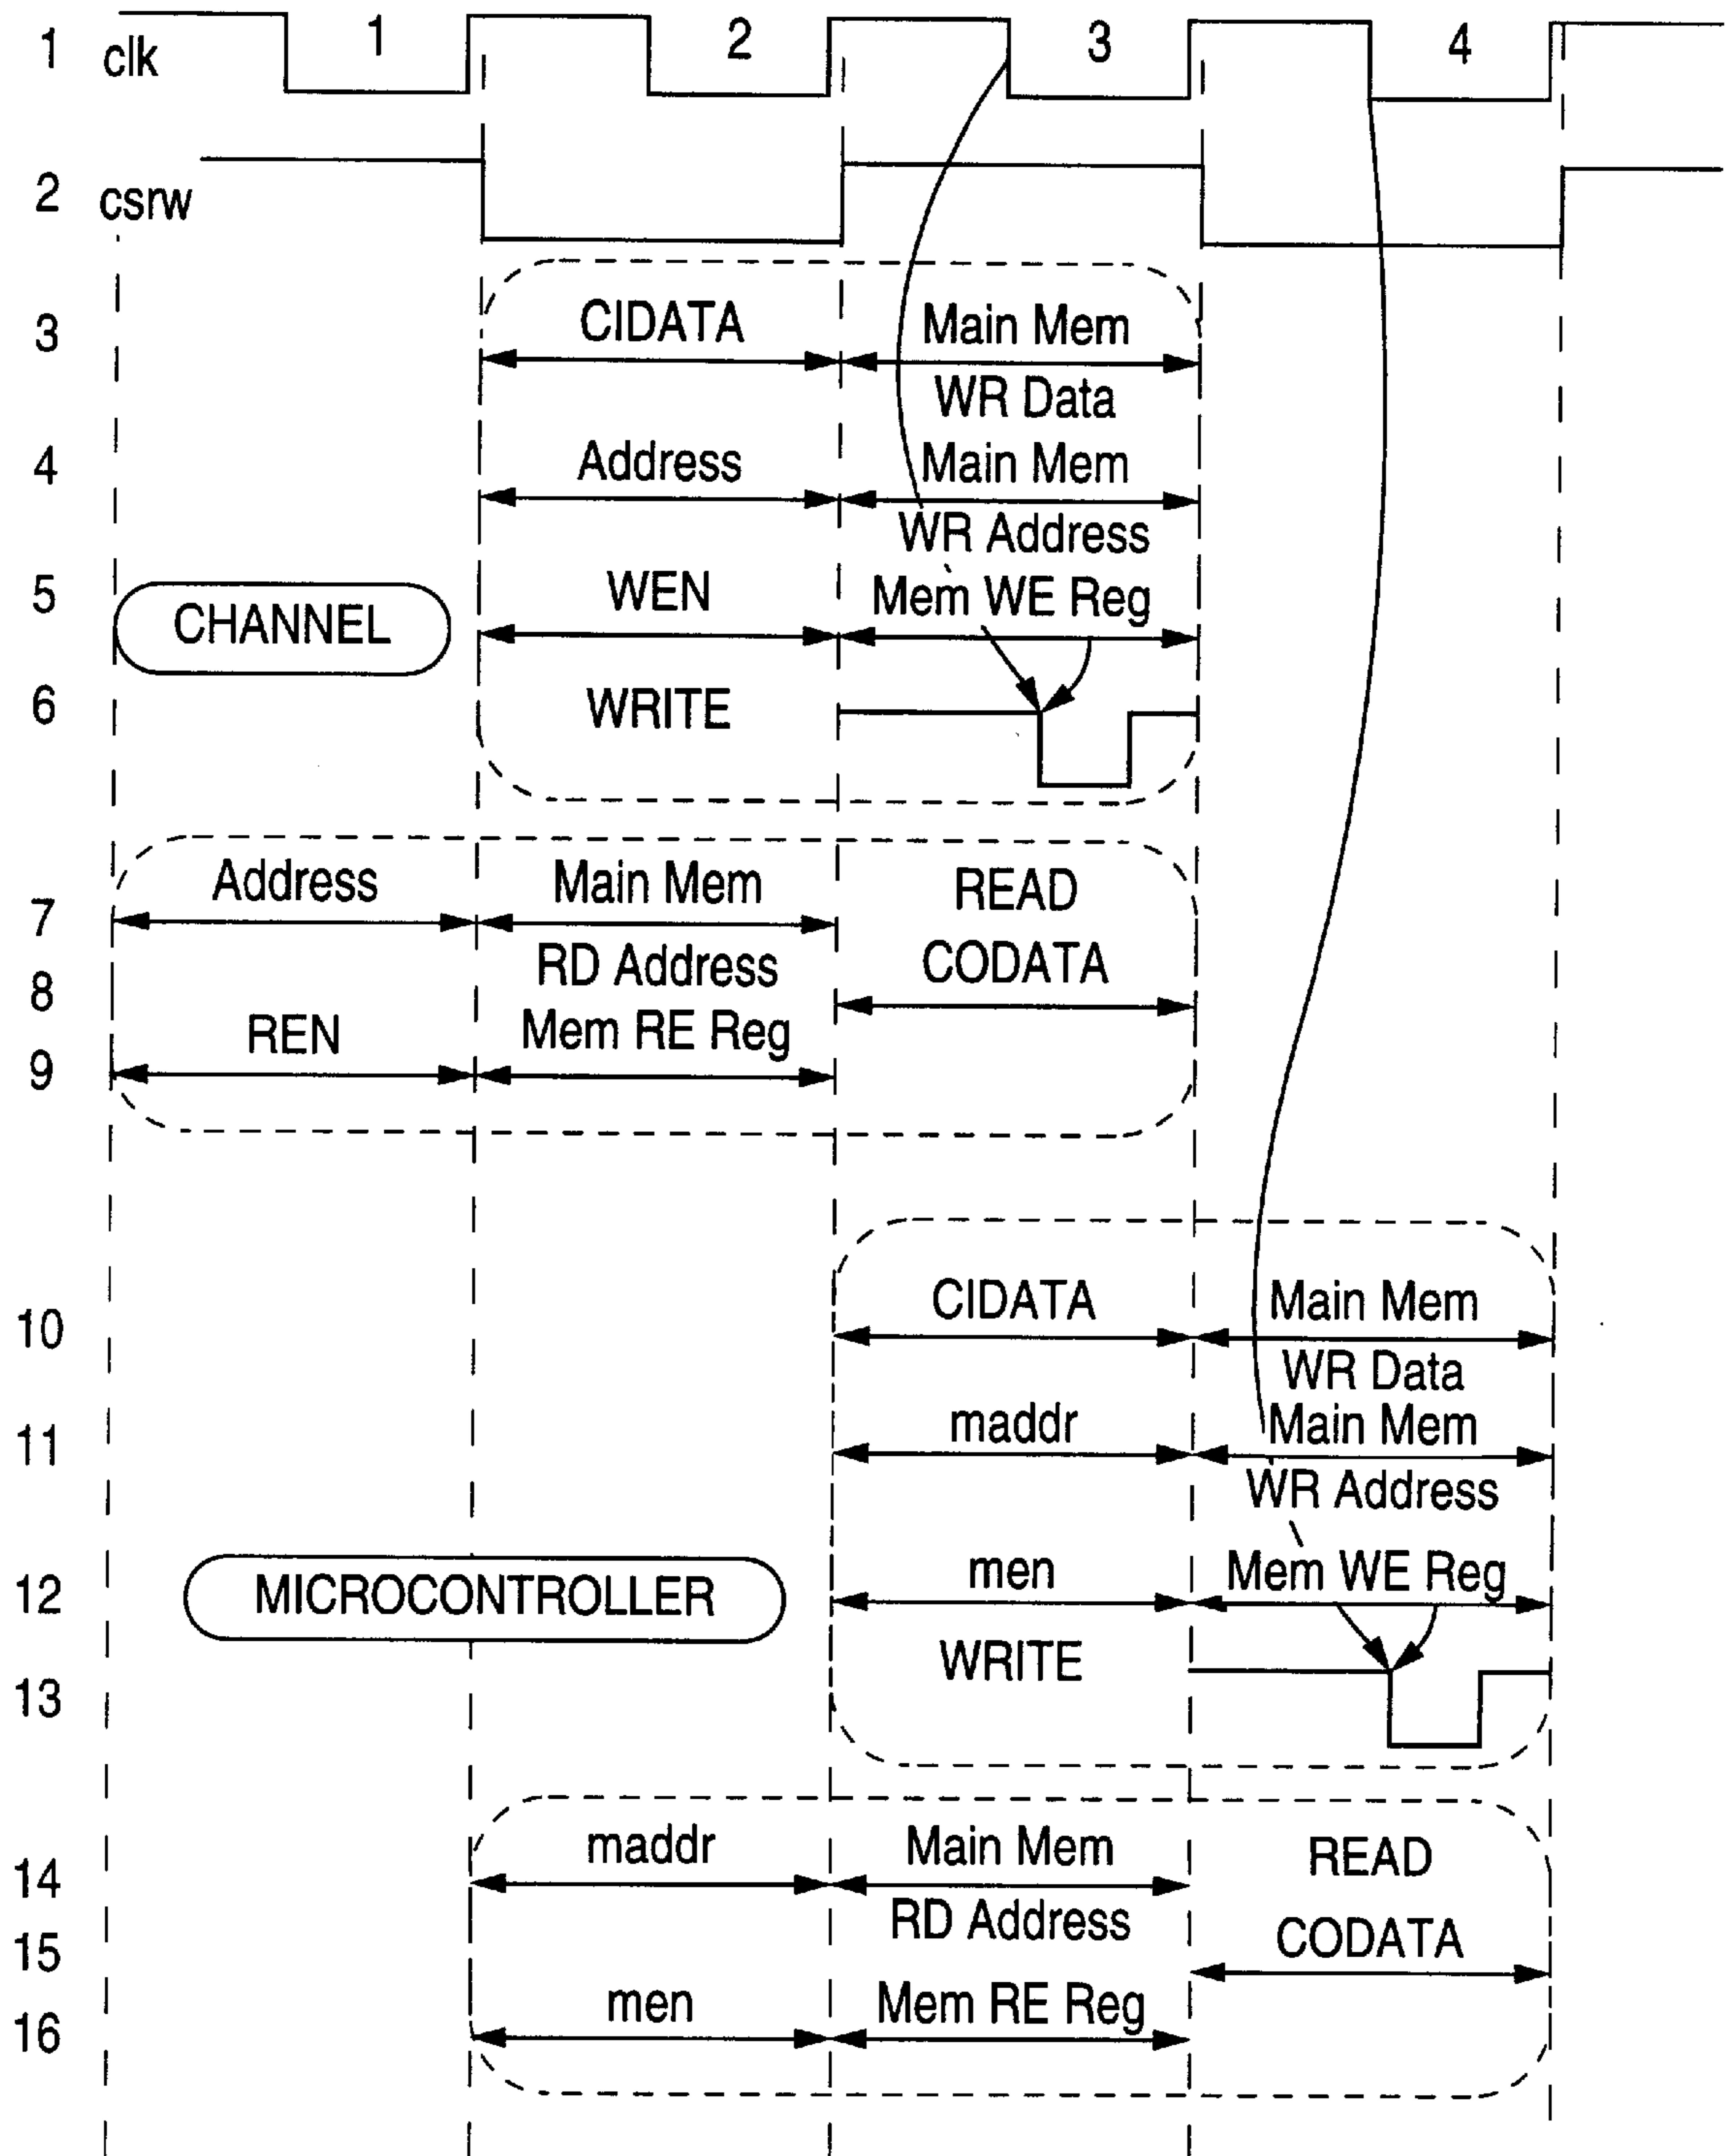 1 clk 1 2 3 4
2 csrw
3 CIDATA Main Mem
WR Data
4 Address Main Mem
WR Address
5 WEN Mem WE Reg
CHANNEL
6 WRITE
7 Address Main Mem READ
8 RD Address CODATA
9 REN Mem RE Reg
10 CIDATA Main Mem
WR Data
11 maddr Main Mem
WR Address
12 MICROCONTROLLER men Mem WE Reg
13 WRITE
14 maddr Main Mem READ
RD Address
15 CODATA
16 men Mem RE Reg